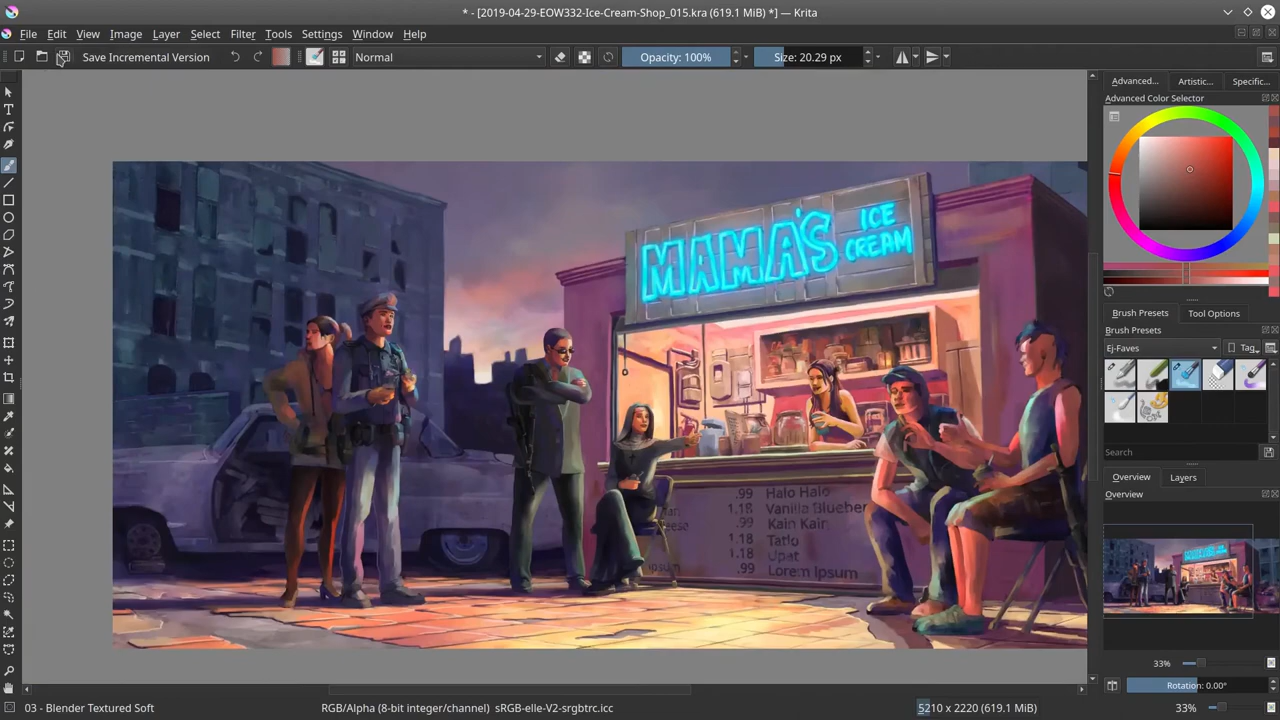 * - [2019-04-29-EOW332-Ice-Cream-Shop_015.kra (619.1 MiB) *] — Krita
File Edit View Image Layer Select Filter Tools Settings Window Help
Save Incremental Version Normal Opacity: 100% Size: 20.29 px
Advanced... Artistic... Specific...
Advanced Color Selector
MAMA'S ICE CREAM
Brush Presets Tool Options
Brush Presets
Ej-Faves Tag
Search
Overview Layers
Overview
.99 Halo Halo
1.18 Vanilla Blueber
.99 Kain Kain
1.18 Tatlo
1.18 Upat
.99 Lorem Ipsum
33%
Rotation: 0.00°
03 - Blender Textured Soft RGB/Alpha (8-bit integer/channel) sRGB-elle-V2-srgbtrc.icc 5210 x 2220 (619.1 MiB) 33%